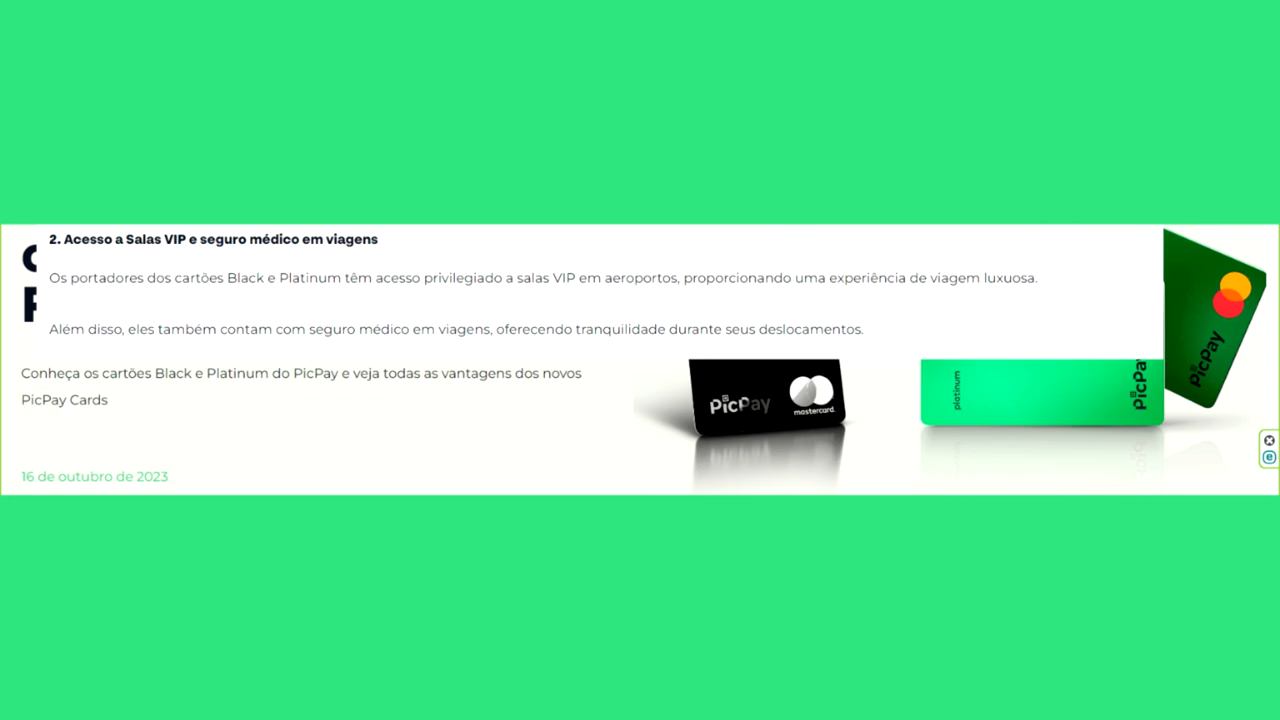 2. Acesso a Salas VIP e seguro médico em viagens
Os portadores dos cartões Black e Platinum têm acesso privilegiado a salas VIP em aeroportos, proporcionando uma experiência de viagem luxuosa.
Além disso, eles também contam com seguro médico em viagens, oferecendo tranquilidade durante seus deslocamentos.
Conheça os cartões Black e Platinum do PicPay e veja todas as vantagens dos novos
PicPay Cards
16 de outubro de 2023
PicPay
mastercard.
platinum
PicPay
PicPay